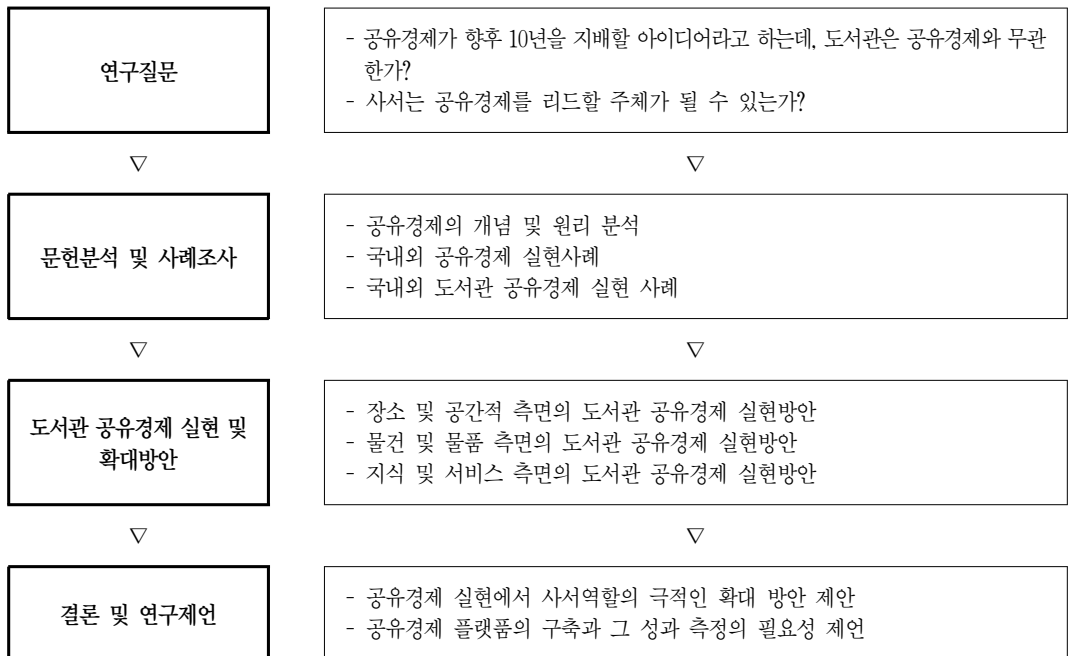 연구질문
- 공유경제가 향후 10년을 지배할 아이디어라고 하는데, 도서관은 공유경제와 무관
한가?
- 사서는 공유경제를 리드할 주체가 될 수 있는가?
▽ ▽
문헌분석 및 사례조사
- 공유경제의 개념 및 원리 분석
- 국내외 공유경제 실현사례
- 국내외 도서관 공유경제 실현 사례
▽ ▽
도서관 공유경제 실현 및
확대방안
- 장소 및 공간적 측면의 도서관 공유경제 실현방안
- 물건 및 물품 측면의 도서관 공유경제 실현방안
- 지식 및 서비스 측면의 도서관 공유경제 실현방안
▽ ▽
결론 및 연구제언
- 공유경제 실현에서 사서역할의 극적인 확대 방안 제안
- 공유경제 플랫폼의 구축과 그 성과 측정의 필요성 제언